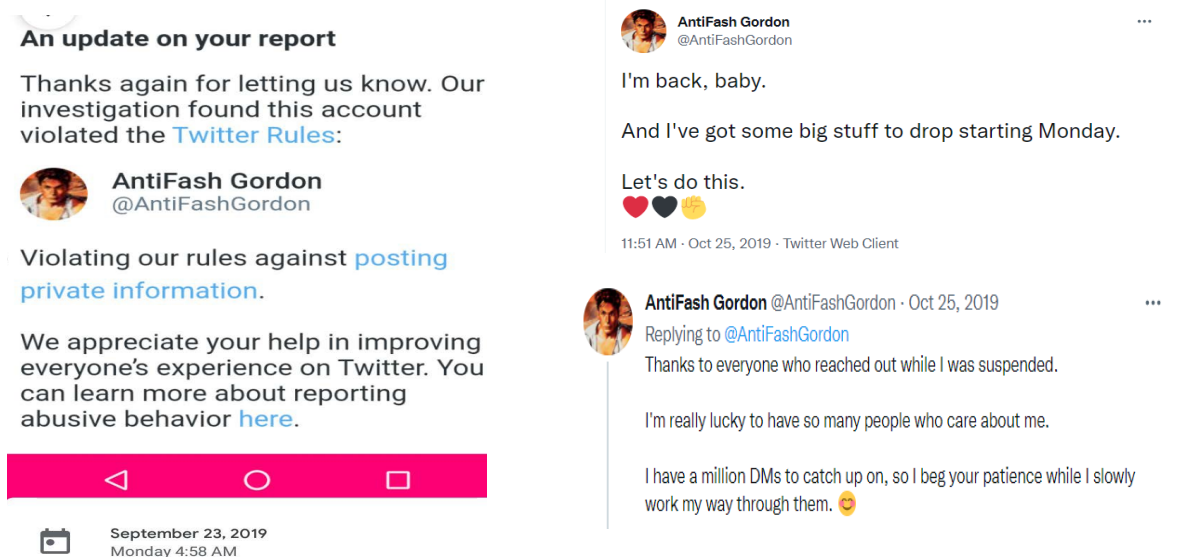 An update on your report
Thanks again for letting us know. Our
investigation found this account
violated the Twitter Rules:
AntiFash Gordon
@AntiFashGordon
Violating our rules against posting
private information.
We appreciate your help in improving
everyone's experience on Twitter. You
can learn more about reporting
abusive behavior here.
September 23, 2019
Monday 4:58 AM
AntiFash Gordon
@AntiFashGordon
I'm back, baby.
And I've got some big stuff to drop starting Monday.
Let's do this.
❤️🖤✊
11:51 AM · Oct 25, 2019 · Twitter Web Client
AntiFash Gordon @AntiFashGordon · Oct 25, 2019
Replying to @AntiFashGordon
Thanks to everyone who reached out while I was suspended.
I'm really lucky to have so many people who care about me.
I have a million DMs to catch up on, so I beg your patience while I slowly
work my way through them. 😊